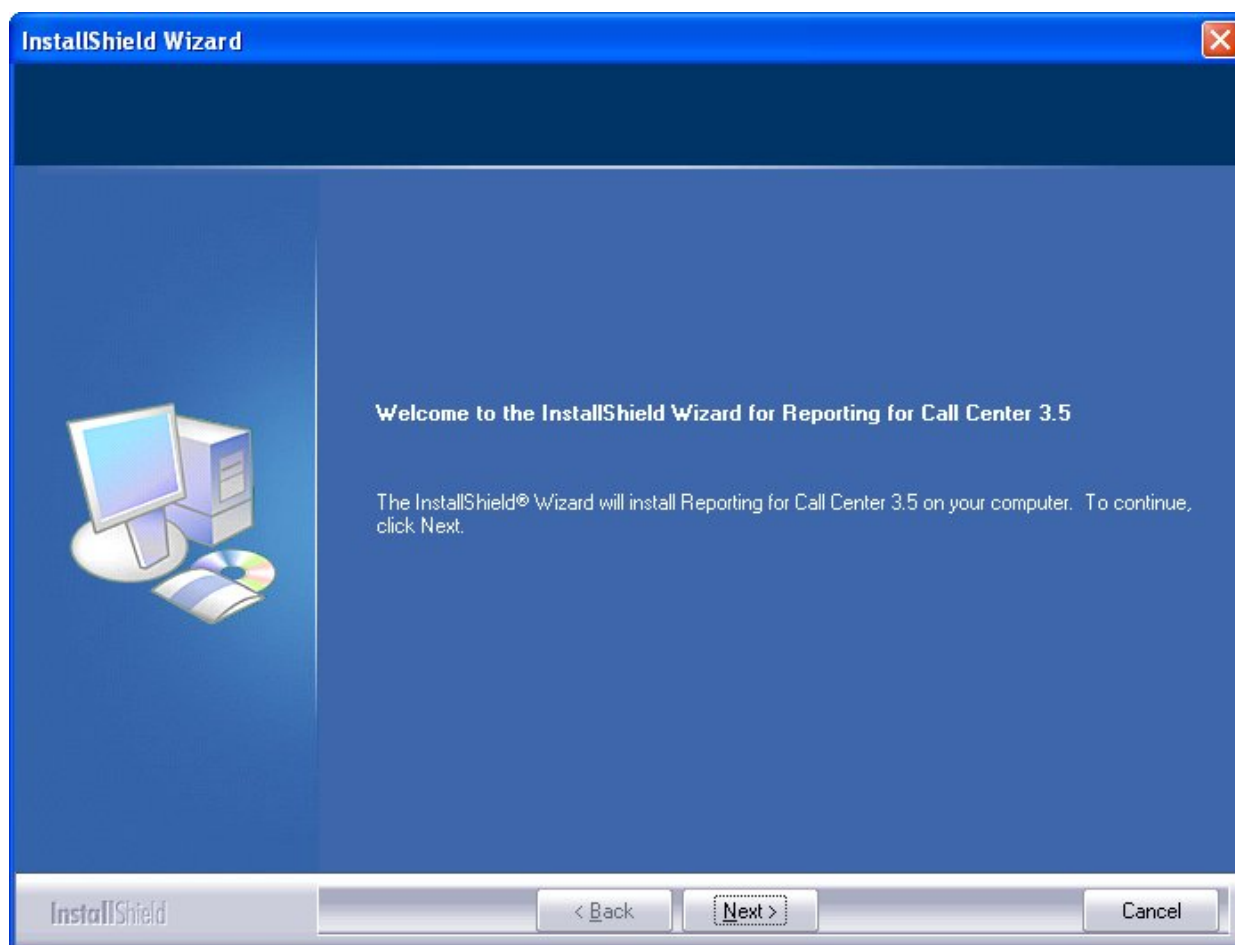 InstallShield Wizard
Welcome to the InstallShield Wizard for Reporting for Call Center 3.5
The InstallShield® Wizard will install Reporting for Call Center 3.5 on your computer.  To continue,
click Next.
InstallShield
< Back
Next >
Cancel